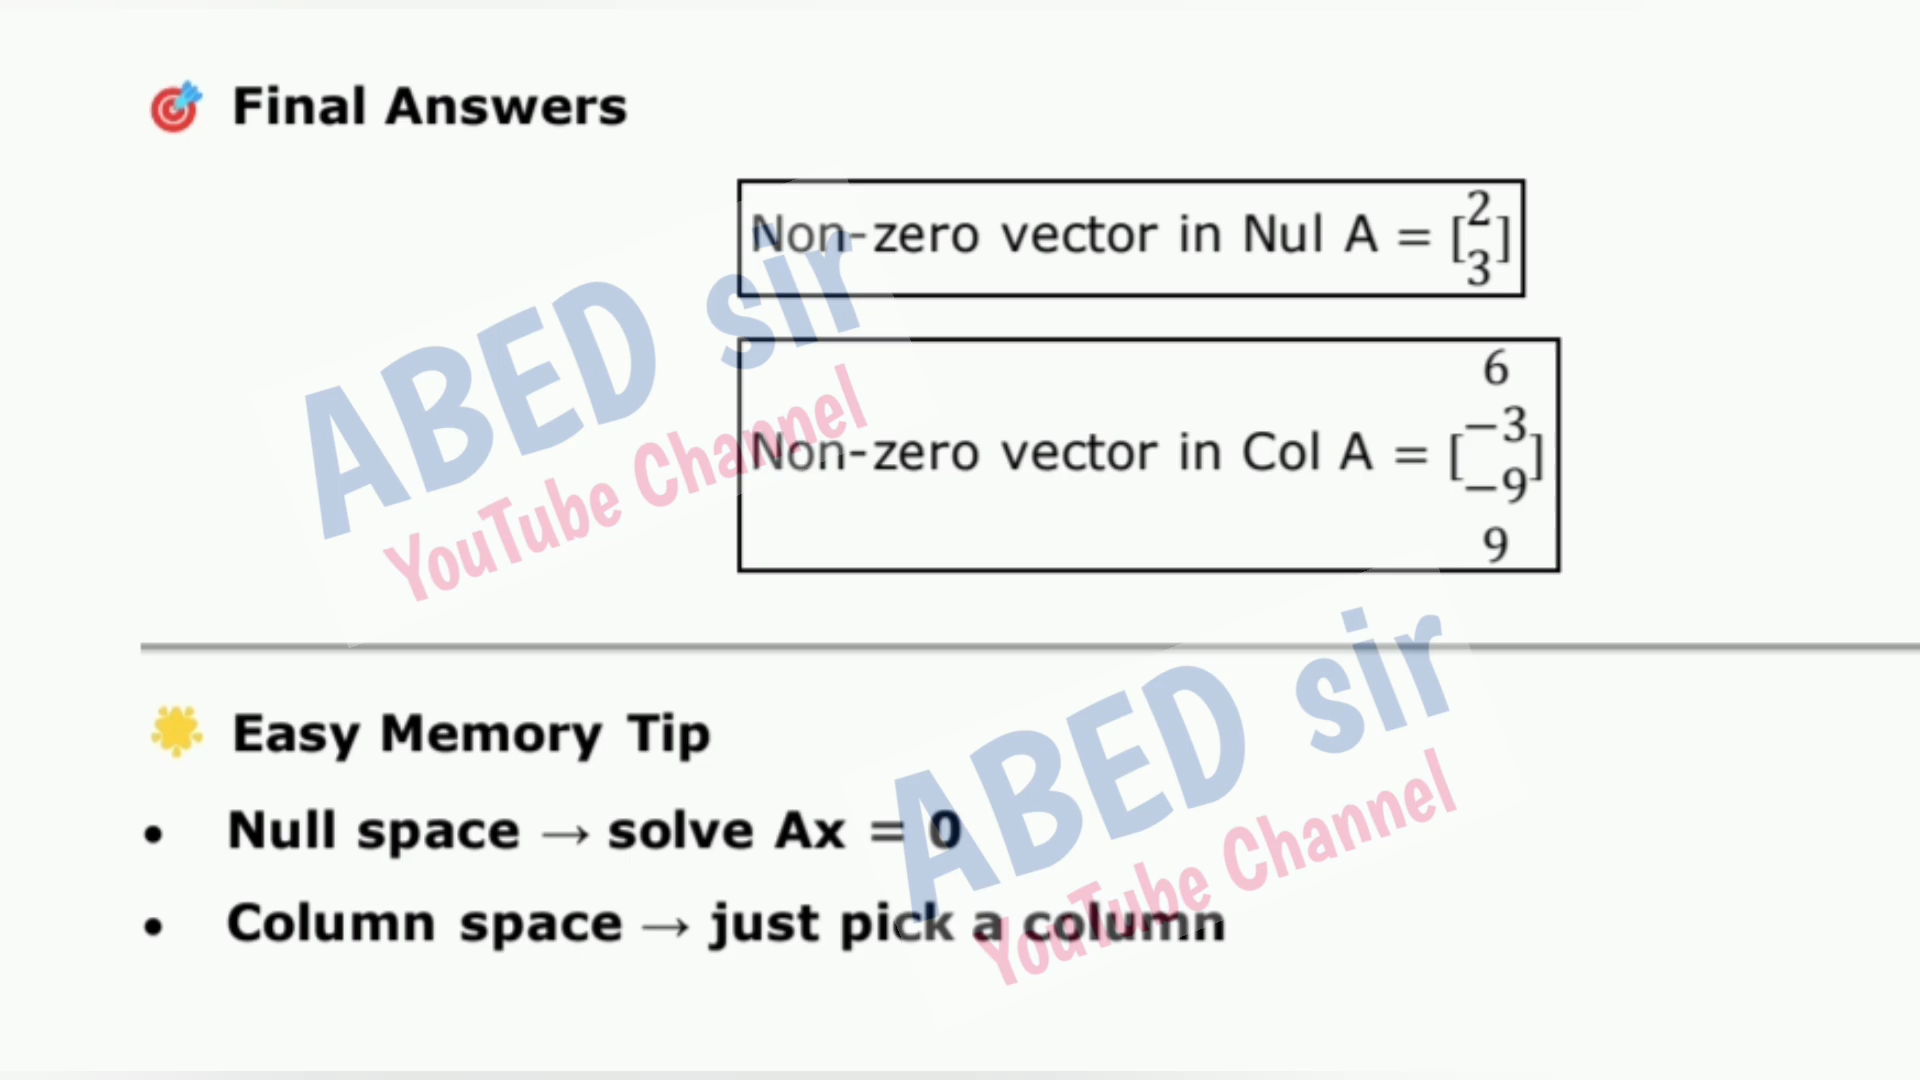 🎯 Final Answers
Non-zero vector in Nul A = [2 3]
Non-zero vector in Col A = [6 −3 −9 9]
ABED sir
YouTube Channel
🌟 Easy Memory Tip
• Null space → solve Ax = 0
• Column space → just pick a column
ABED sir
YouTube Channel